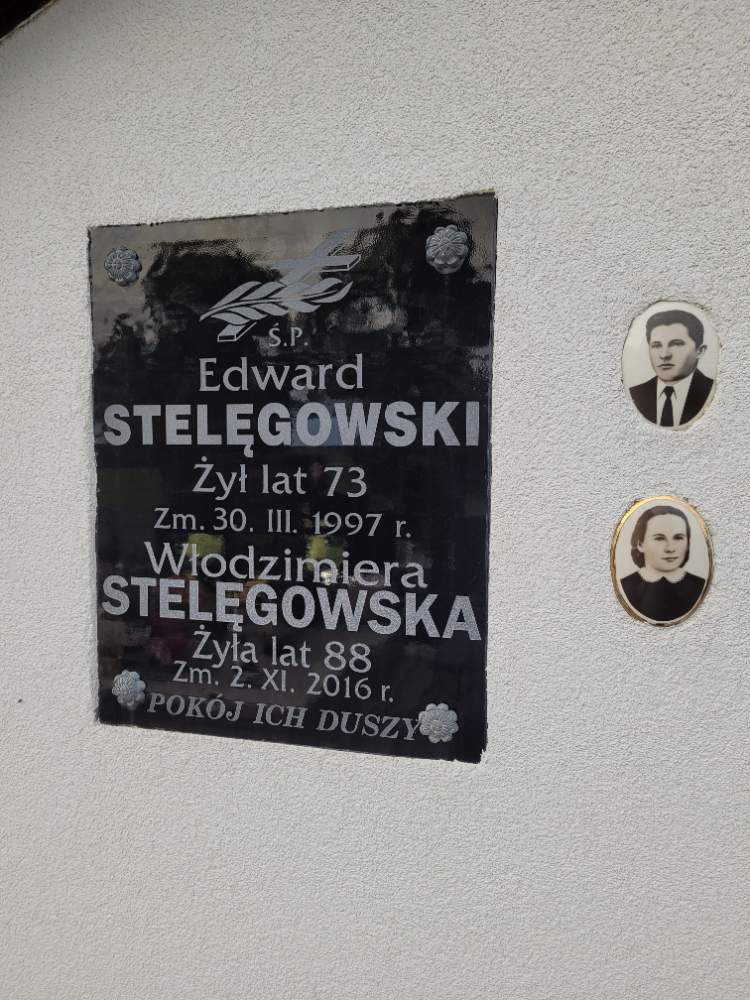 Ś.P.
Edward
STELĘGOWSKI
Żył lat 73
Zm. 30. III. 1997 r.
Włodzimiera
STELĘGOWSKA
Żyła lat 88
Zm. 2. XI. 2016 r.
POKÓJ ICH DUSZY